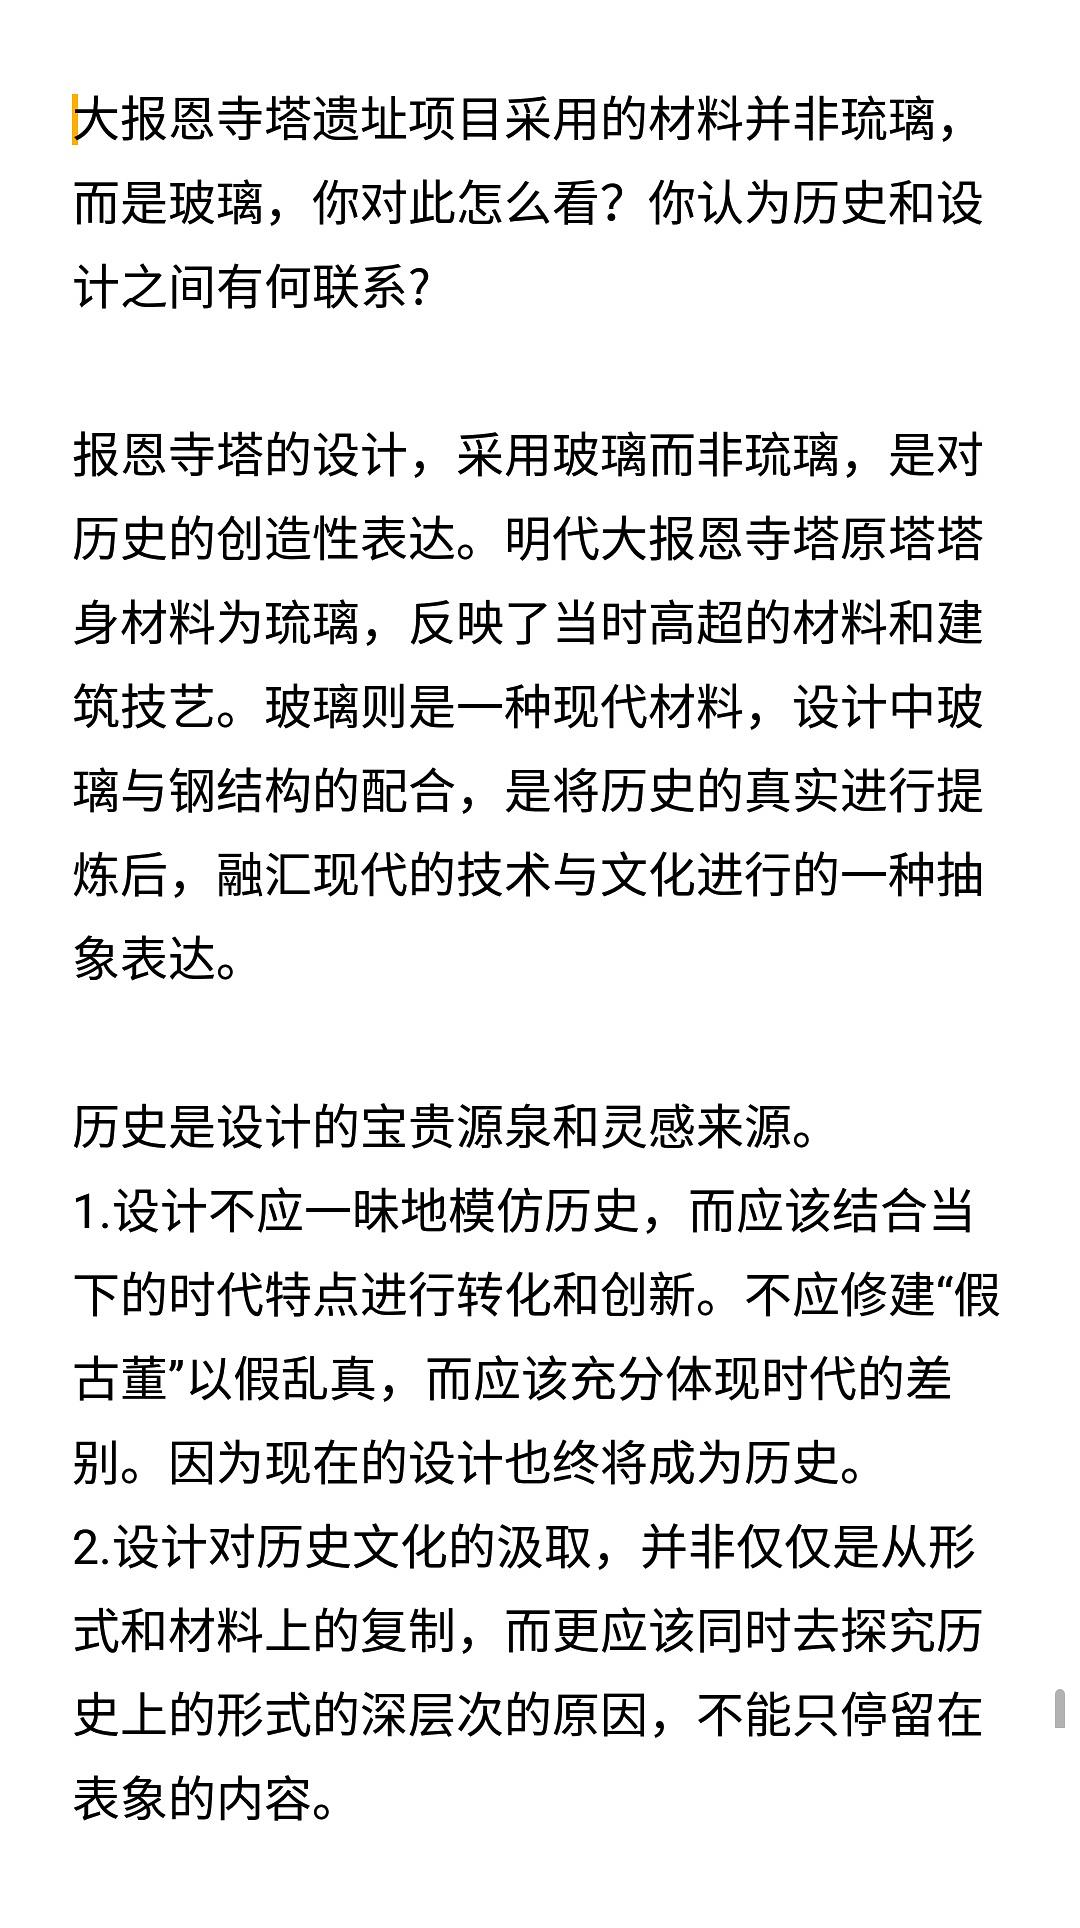 大报恩寺塔遗址项目采用的材料并非琉璃，
而是玻璃，你对此怎么看？你认为历史和设
计之间有何联系?
报恩寺塔的设计，采用玻璃而非琉璃，是对
历史的创造性表达。明代大报恩寺塔原塔塔
身材料为琉璃，反映了当时高超的材料和建
筑技艺。玻璃则是一种现代材料，设计中玻
璃与钢结构的配合，是将历史的真实进行提
炼后，融汇现代的技术与文化进行的一种抽
象表达。
历史是设计的宝贵源泉和灵感来源。
1.设计不应一昧地模仿历史，而应该结合当
下的时代特点进行转化和创新。不应修建“假
古董”以假乱真，而应该充分体现时代的差
别。因为现在的设计也终将成为历史。
2.设计对历史文化的汲取，并非仅仅是从形
式和材料上的复制，而更应该同时去探究历
史上的形式的深层次的原因，不能只停留在
表象的内容。